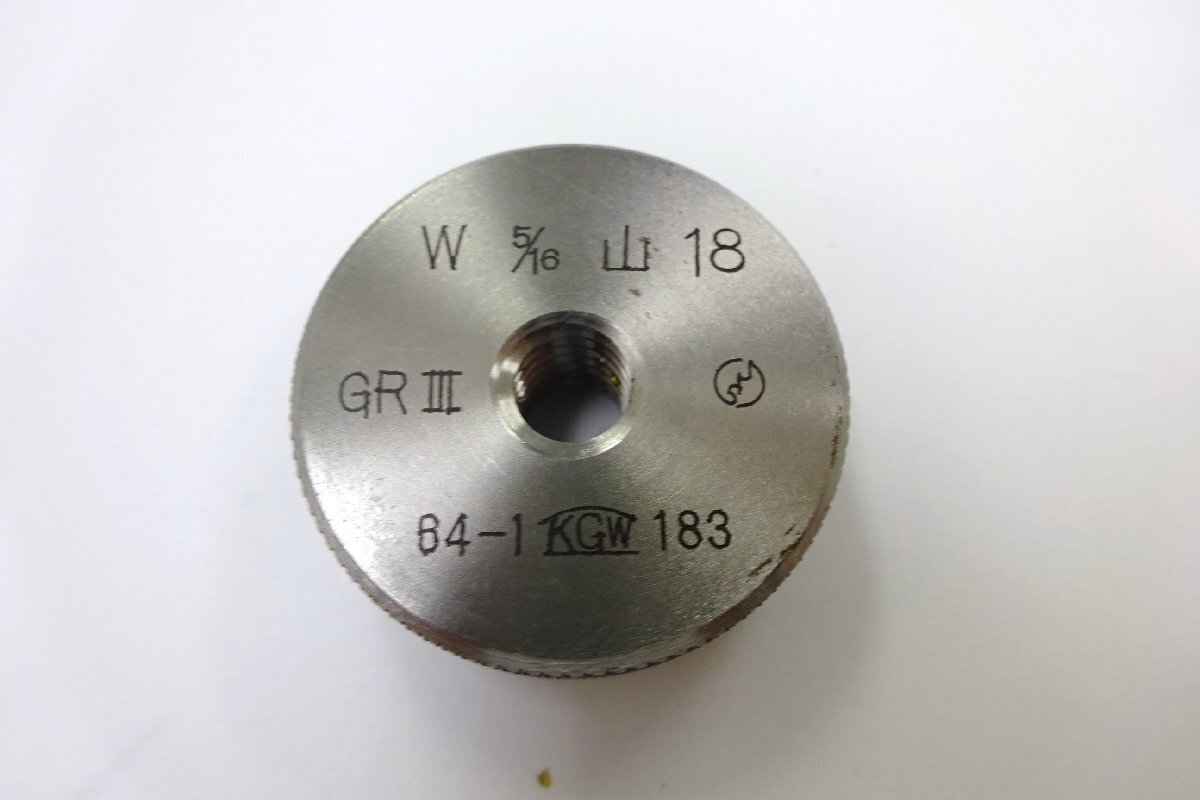 W 5/16 山 18
GR III
84-1 KGW 183